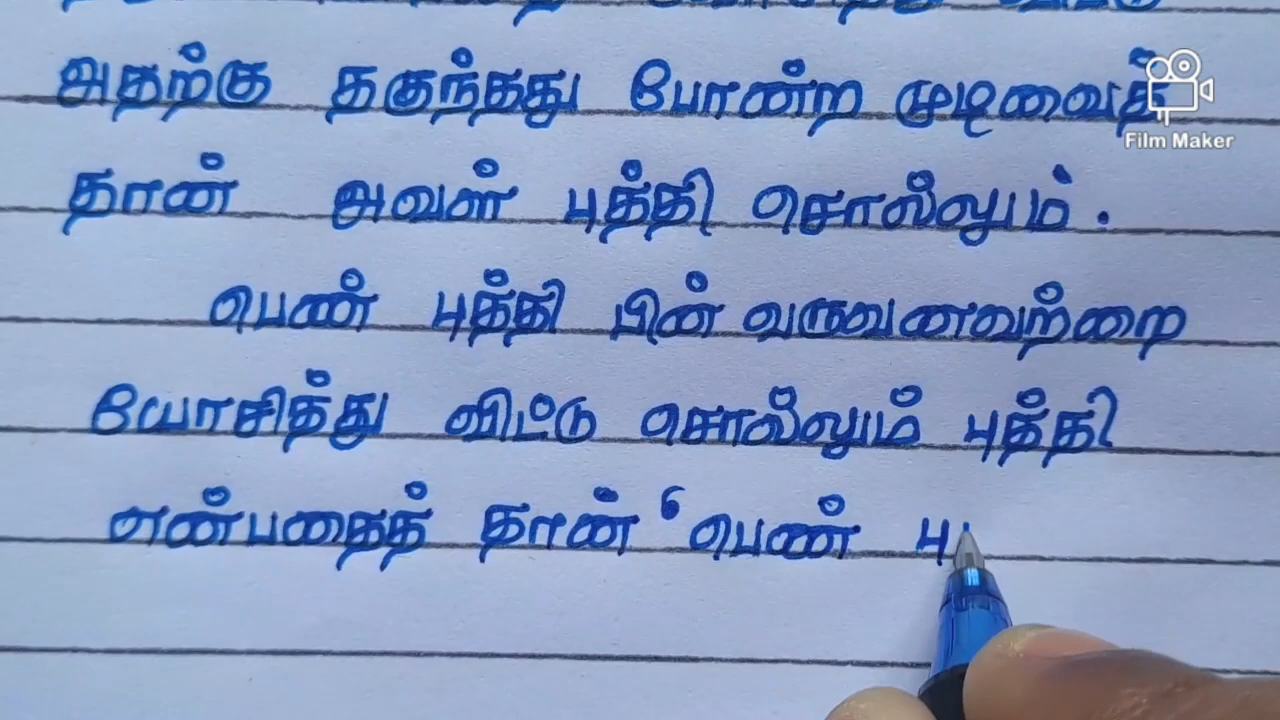 அதற்கு தகுந்தது போன்ற முடிவைத்
Film Maker
தான் அவள் புத்தி சொல்லும்.
பெண் புத்தி பின் வருவனவற்றை
யோசித்து விட்டு சொல்லும் புத்தி
என்பதைத் தான் ‘பெண் பு